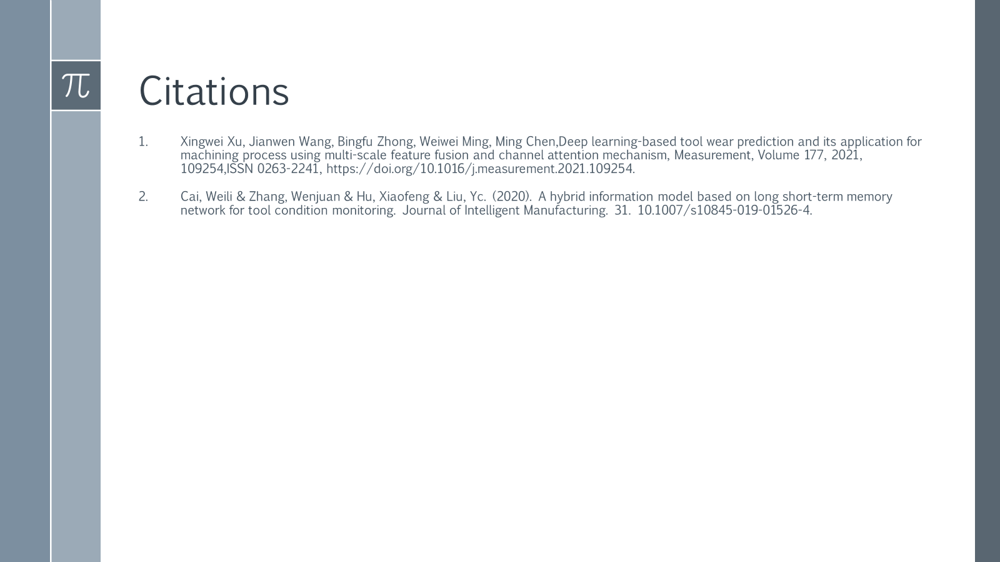 π
Citations
1. Xingwei Xu, Jianwen Wang, Bingfu Zhong, Weiwei Ming, Ming Chen,Deep learning-based tool wear prediction and its application for
machining process using multi-scale feature fusion and channel attention mechanism, Measurement, Volume 177, 2021,
109254,ISSN 0263-2241, https://doi.org/10.1016/j.measurement.2021.109254.
2. Cai, Weili & Zhang, Wenjuan & Hu, Xiaofeng & Liu, Yc. (2020). A hybrid information model based on long short-term memory
network for tool condition monitoring. Journal of Intelligent Manufacturing. 31. 10.1007/s10845-019-01526-4.